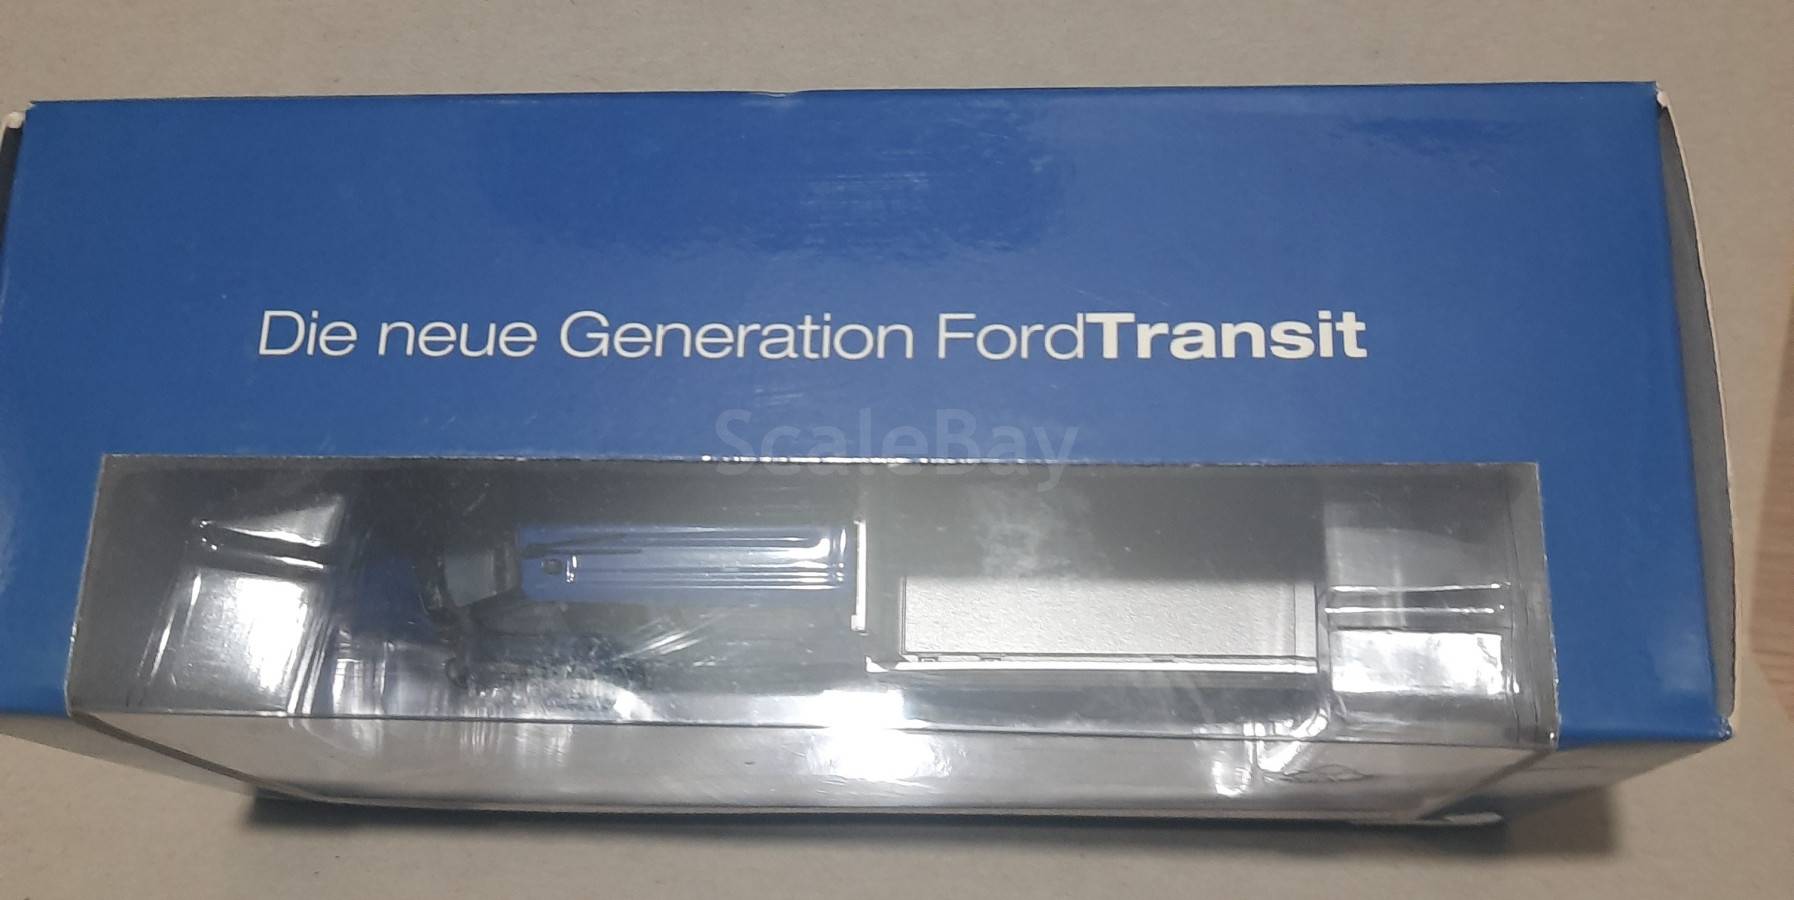 Die neue Generation FordTransit
ScaleBay